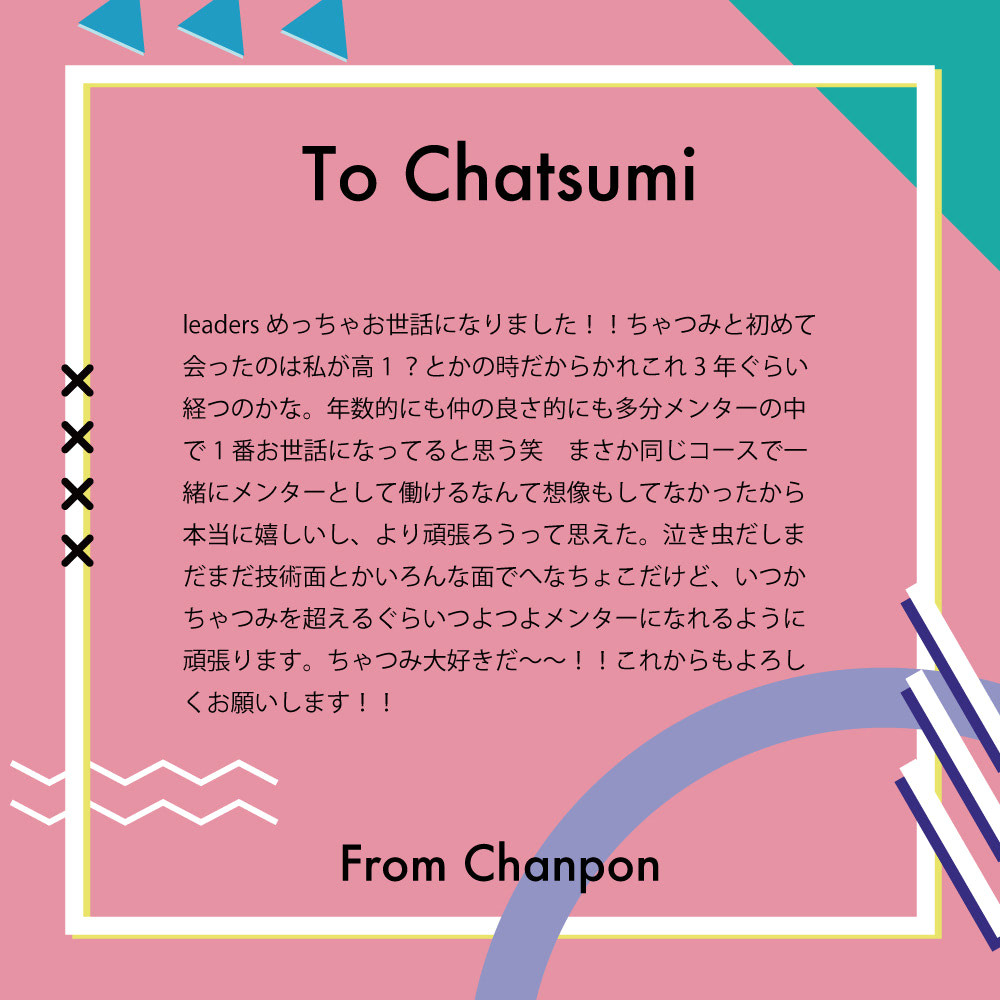 To Chatsumi
leaders めっちゃお世話になりました！！ちゃつみと初めて
会ったのは私が高１？とかの時だからかれこれ３年ぐらい
経つのかな。年数的にも仲の良さ的にも多分メンターの中
で１番お世話になってると思う笑　まさか同じコースで一
緒にメンターとして働けるなんて想像もしてなかったから
本当に嬉しいし、より頑張ろうって思えた。泣き虫だしま
だまだ技術面とかいろんな面でへなちょこだけど、いつか
ちゃつみを超えるぐらいつよつよメンターになれるように
頑張ります。ちゃつみ大好きだ〜〜！！これからもよろし
くお願いします！！
From Chanpon